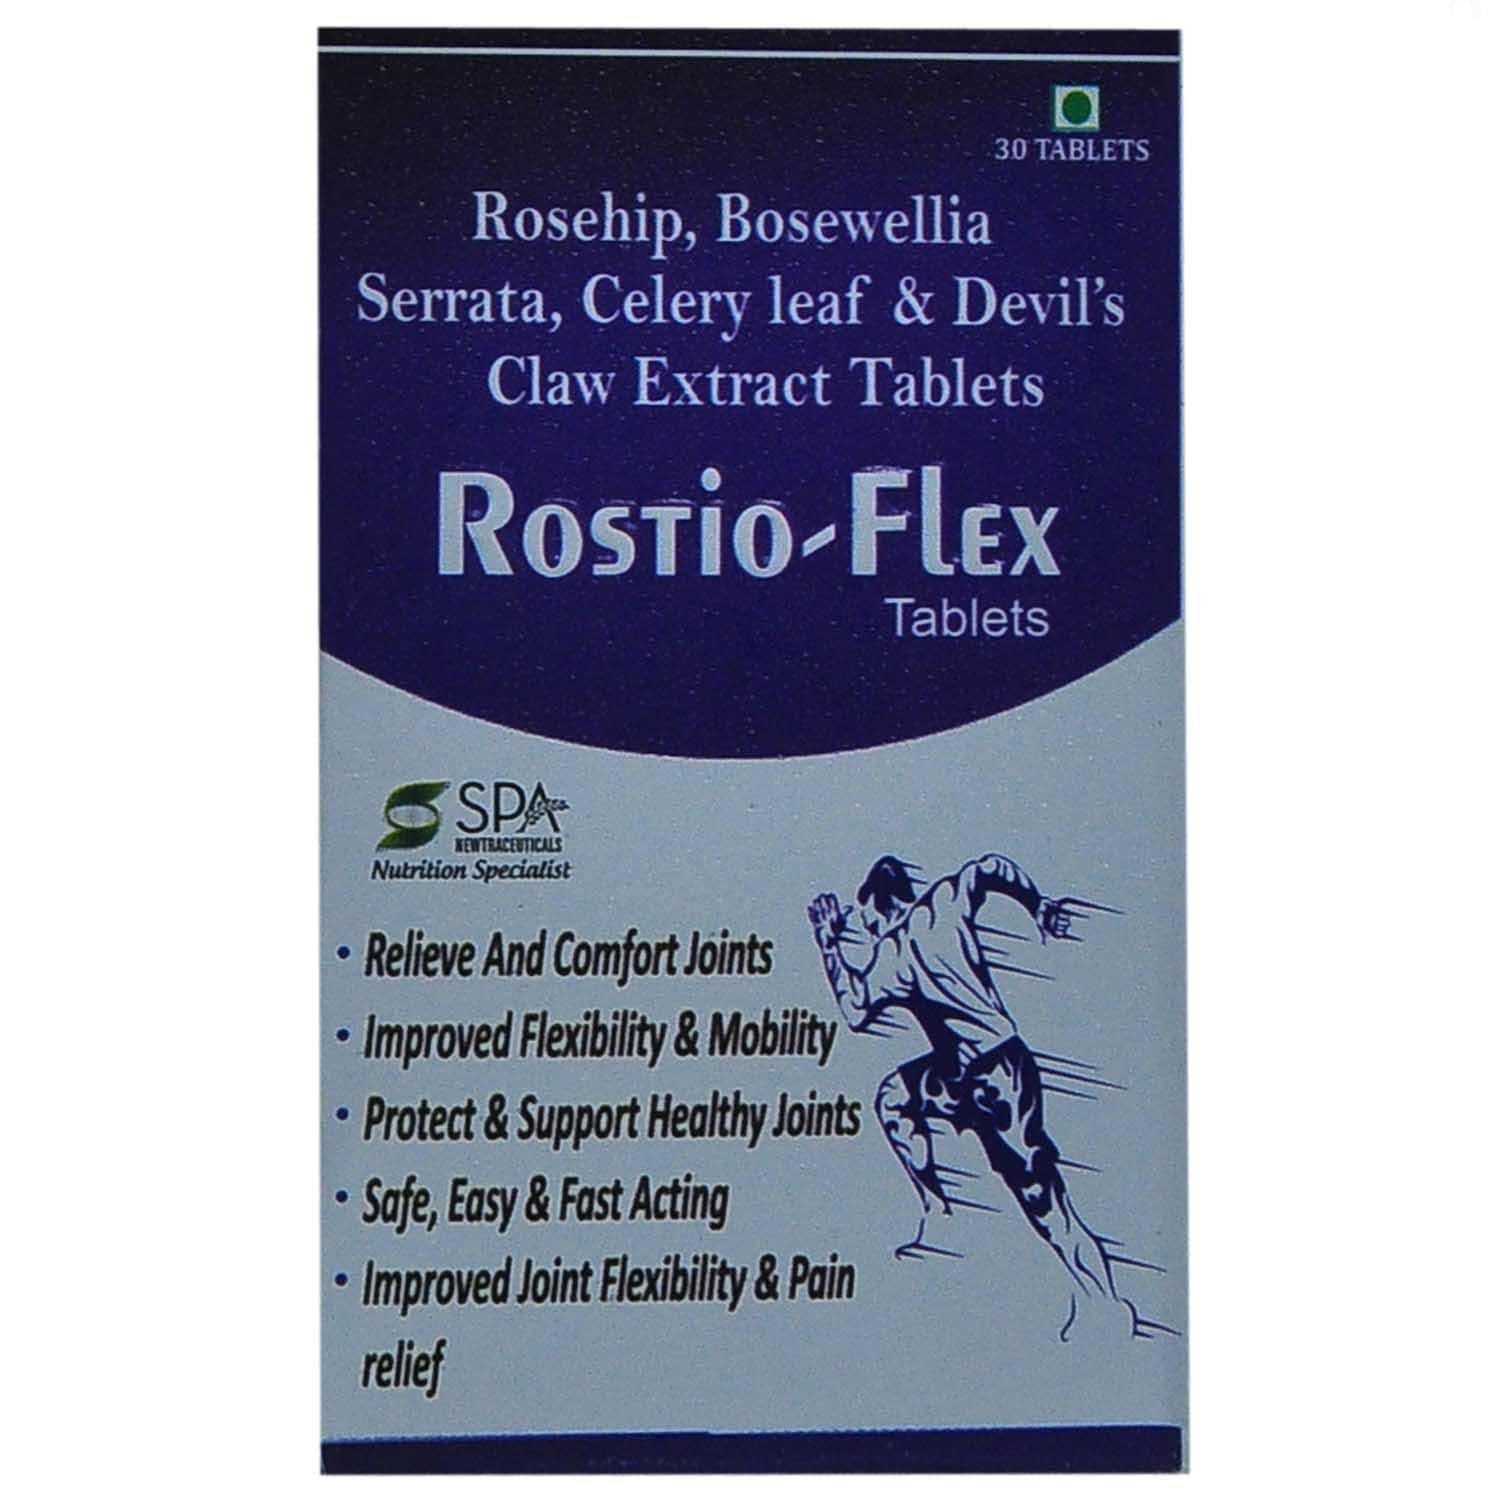 30 TABLETS
Rosehip, Bosewellia
Serrata, Celery leaf & Devil's
Claw Extract Tablets
Rostio-Flex
Tablets
SPA
NEWTRACEUTICALS
Nutrition Specialist
• Relieve And Comfort Joints
• Improved Flexibility & Mobility
• Protect & Support Healthy Joints
• Safe, Easy & Fast Acting
• Improved Joint Flexibility & Pain
relief